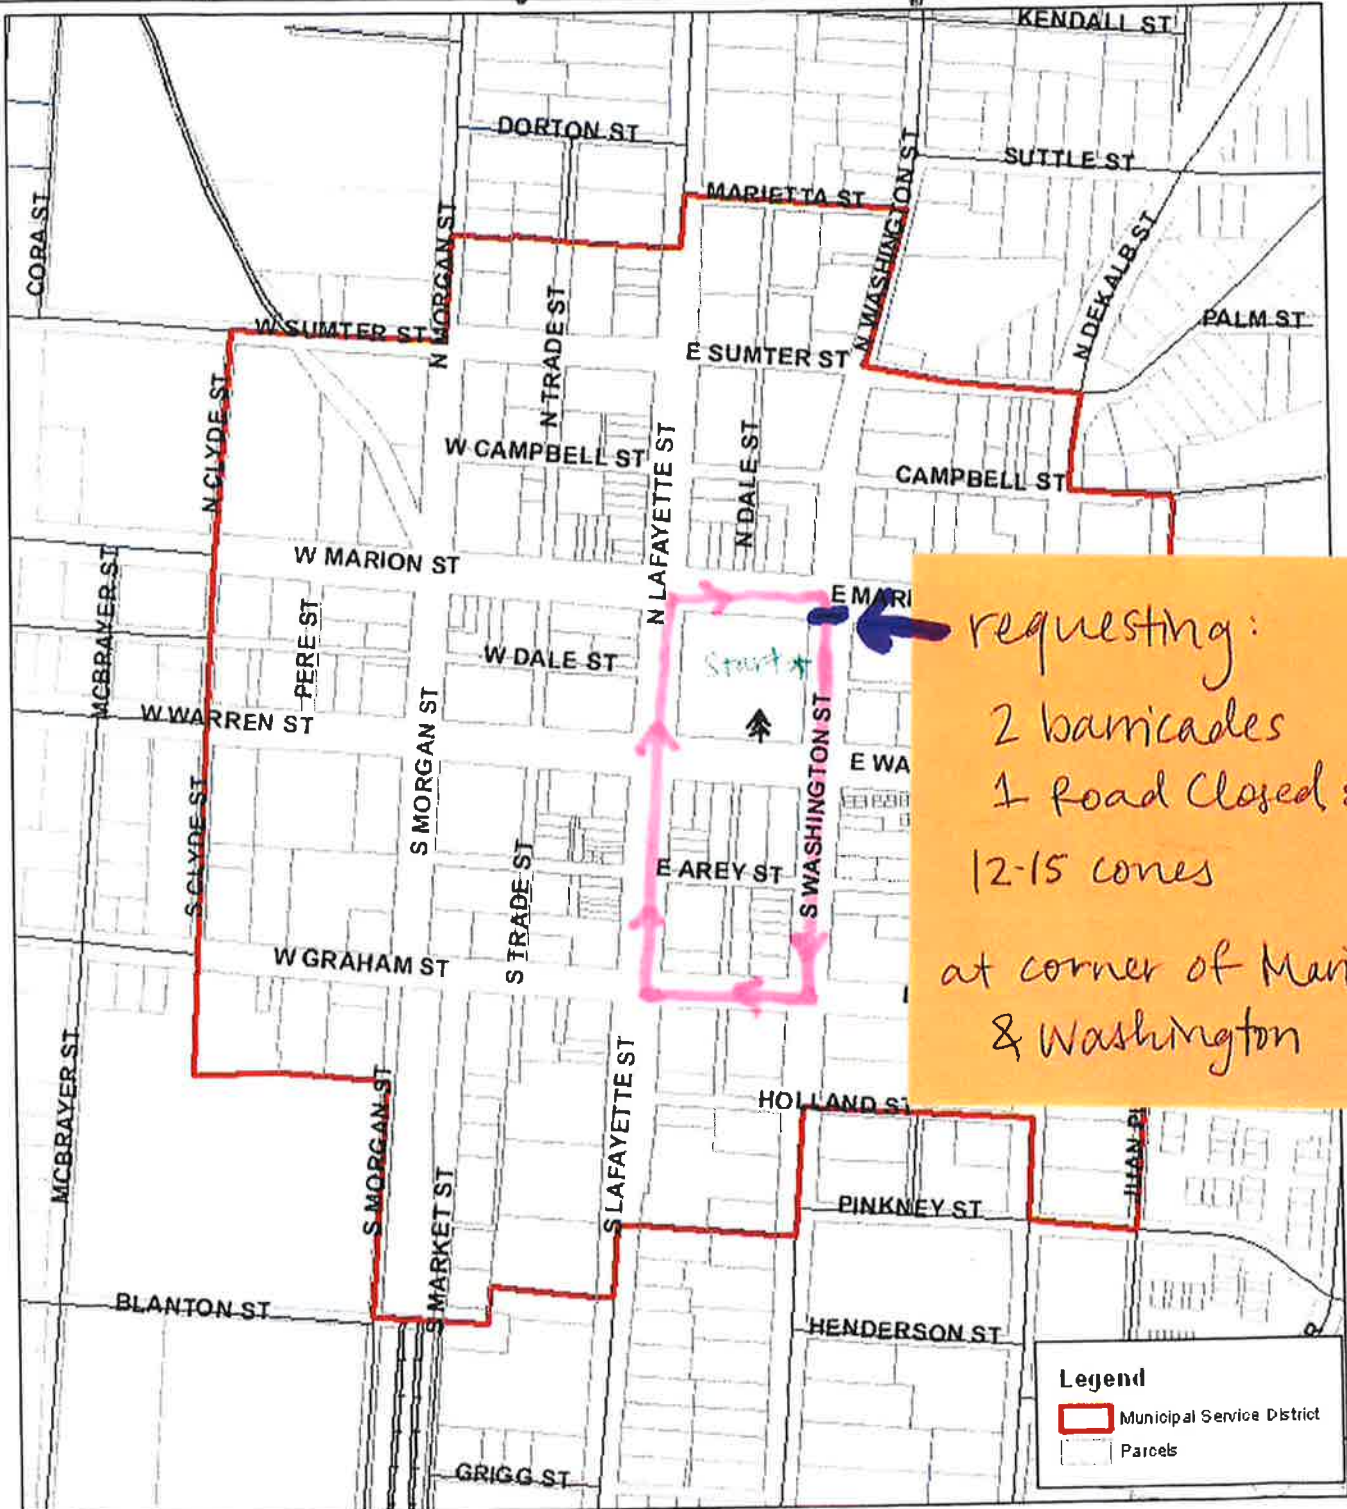 KENDALL ST
DORTON ST
SUTTLE ST
MARIETTA ST
CORA ST
N MORGAN ST
N WASHINGTON ST
N DEKALB ST
PALM ST
W SUMTER ST
N TRADE ST
E SUMTER ST
N CLYDE ST
W CAMPBELL ST
N LAFAYETTE ST
N DALE ST
CAMPBELL ST
W MARION ST
E MARI
MCBRAYER ST
PERE ST
W DALE ST
Start
W WARREN ST
S MORGAN ST
S WASHINGTON ST
E WA
S CLYDE ST
E AREY ST
S TRADE ST
W GRAHAM ST
requesting:
2 barricades
1 Road Closed
12-15 cones
at corner of Mari
& Washington
MCBRAYER ST
S MORGAN ST
S LAFAYETTE ST
HOLLAND ST
S MARKET ST
PINKNEY ST
BLANTON ST
HENDERSON ST
GRIGG ST
Legend
Municipal Service District
Parcels